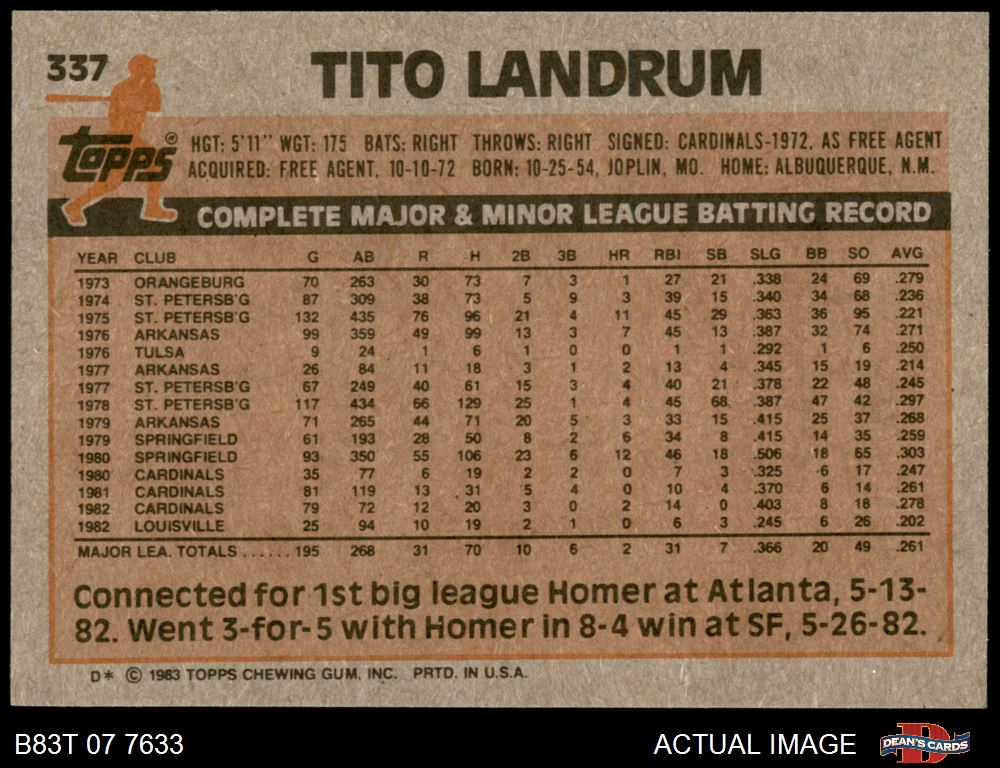 337
TITO LANDRUM
topps®
HGT: 5'11" WGT: 175 BATS: RIGHT THROWS: RIGHT SIGNED: CARDINALS-1972, AS FREE AGENT
ACQUIRED: FREE AGENT, 10-10-72 BORN: 10-25-54, JOPLIN, MO. HOME: ALBUQUERQUE, N.M.
COMPLETE MAJOR & MINOR LEAGUE BATTING RECORD
YEAR CLUB G AB R H 2B 3B HR RBI SB SLG BB SO AVG
1973 ORANGEBURG 70 263 30 73 7 3 1 27 21 .338 24 69 .279
1974 ST. PETERSB'G 87 309 38 73 5 9 3 39 15 .340 34 68 .236
1975 ST. PETERSB'G 132 435 76 96 21 4 11 45 29 .363 36 95 .221
1976 ARKANSAS 99 359 49 99 13 3 7 45 13 .387 32 74 .271
1976 TULSA 9 24 1 6 1 0 0 1 1 .292 1 6 .250
1977 ARKANSAS 26 84 11 18 3 1 2 13 4 .345 15 19 .214
1977 ST. PETERSB'G 67 249 40 61 15 3 4 40 21 .378 22 48 .245
1978 ST. PETERSB'G 117 434 66 129 25 1 4 45 68 .387 47 42 .297
1979 ARKANSAS 71 265 44 71 20 5 3 33 15 .415 25 37 .268
1979 SPRINGFIELD 61 193 28 50 8 2 6 34 8 .415 14 35 .259
1980 SPRINGFIELD 93 350 55 106 23 6 12 46 18 .506 18 65 .303
1980 CARDINALS 35 77 6 19 2 2 0 7 3 .325 6 17 .247
1981 CARDINALS 81 119 13 31 5 4 0 10 4 .370 6 14 .261
1982 CARDINALS 79 72 12 20 3 0 2 14 0 .403 8 18 .278
1982 LOUISVILLE 25 94 10 19 2 1 0 6 3 .245 6 26 .202
MAJOR LEA. TOTALS ...... 195 268 31 70 10 6 2 31 7 .366 20 49 .261
Connected for 1st big league Homer at Atlanta, 5-13-
82. Went 3-for-5 with Homer in 8-4 win at SF, 5-26-82.
D* © 1983 TOPPS CHEWING GUM, INC. PRTD. IN U.S.A.
B83T 07 7633
ACTUAL IMAGE
DEAN'S CARDS